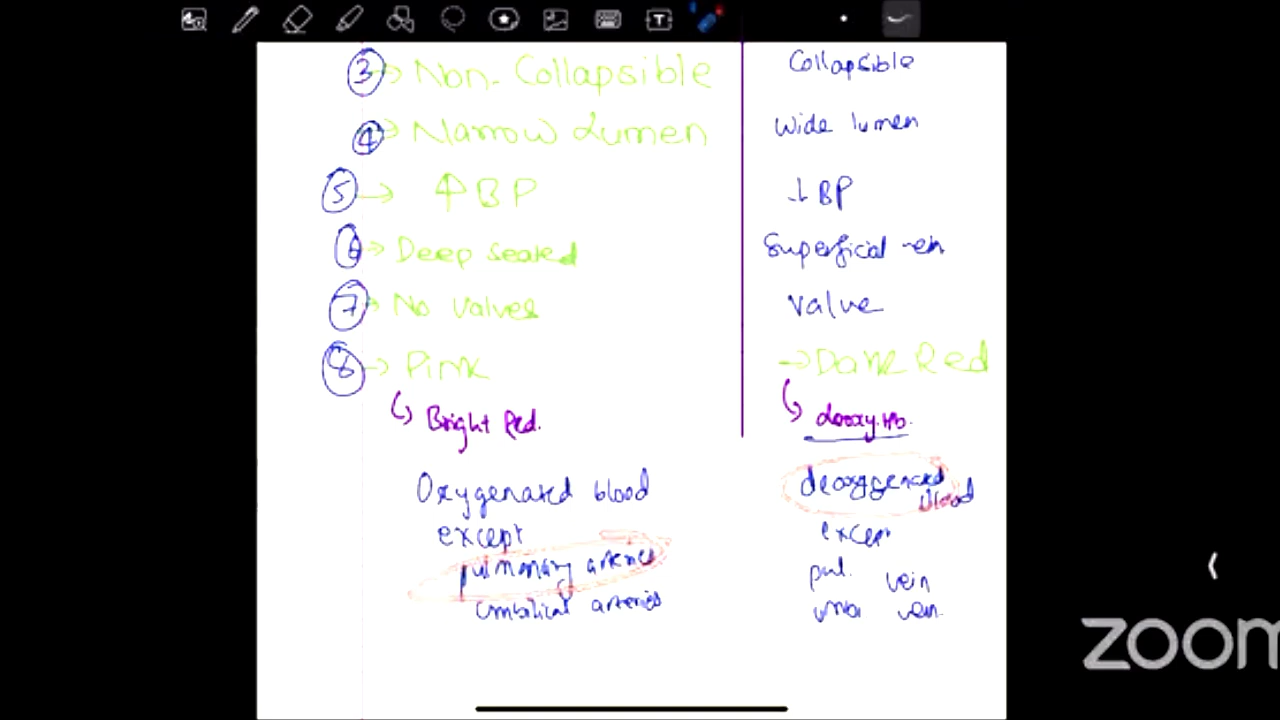 ③ → Non-Collapsible Collapsible
④ → Narrow Lumen Wide lumen
⑤ → ↑BP ↓BP
⑥ → Deep Seated Superficial vein
⑦ → No Valves Valve
⑧ → Pink → Dark Red
↳ Bright Red. ↳ deoxy.Hb.
Oxygenated blood deoxygenated blood
except except
pulmonary arteries pul. vein
umbilical arteries vein
zoom